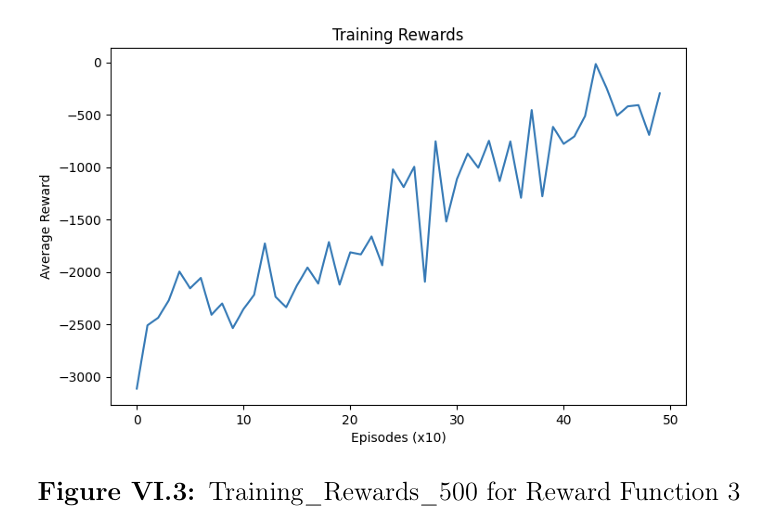 Training Rewards
0
−500
−1000
−1500
−2000
−2500
−3000
Average Reward
0 10 20 30 40 50
Episodes (x10)
Figure VI.3: Training_Rewards_500 for Reward Function 3